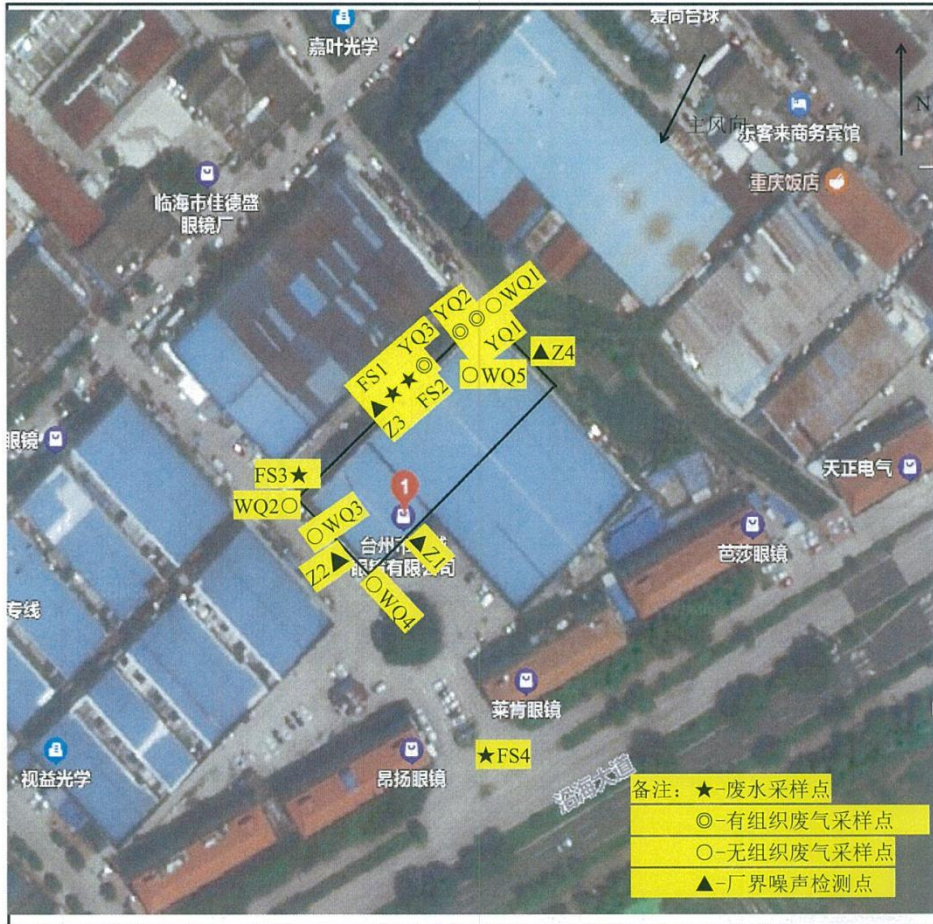 爱尚台球
嘉叶光学
N
主风向
乐客来商务宾馆
重庆饭店
临海市佳德盛
眼镜厂
WQ1
YQ2
YQ1
YQ3
Z4
WQ5
FS1
FS2
Z3
眼镜
FS3
WQ2
天正电气
1
WQ3
芭莎眼镜
Z1
台州市
眼镜有限公司
Z2
WQ4
专线
莱肯眼镜
视益光学
昂扬眼镜
FS4
沿海大道
备注：★-废水采样点
◎-有组织废气采样点
○-无组织废气采样点
▲-厂界噪声检测点